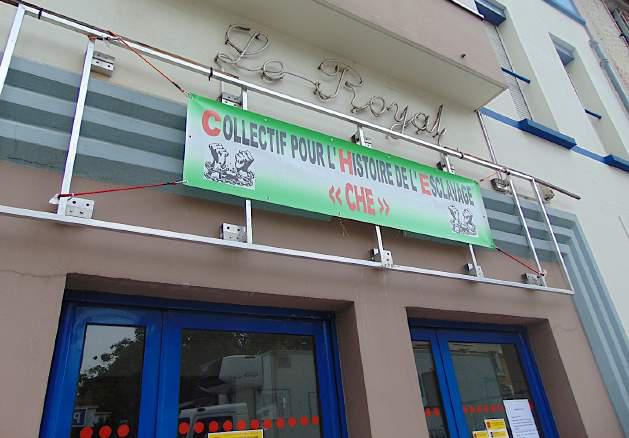 Le Royal
COLLECTIF POUR L'HISTOIRE DE L'ESCLAVAGE
« CHE »
P